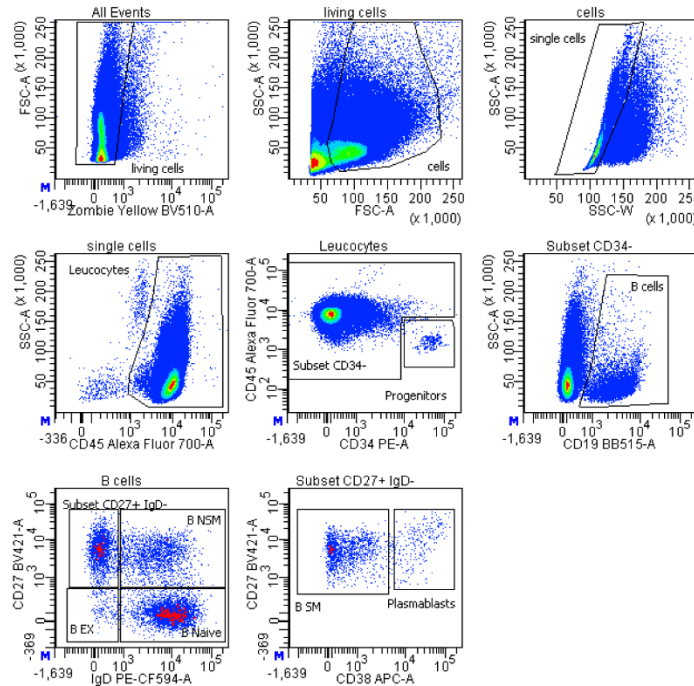 All Events
FSC-A (x 1,000)
50 100 150 200 250
living cells
M
-1,639
10³ 10⁴ 10⁵
Zombie Yellow BV510-A
living cells
SSC-A (x 1,000)
50 100 150 200 250
cells
50 100 150 200 250
FSC-A
(x 1,000)
cells
SSC-A (x 1,000)
50 100 150 200 250
single cells
50 100 150 200 250
SSC-W
(x 1,000)
single cells
SSC-A (x 1,000)
50 100 150 200 250
Leucocytes
M
-336
10³ 10⁴ 10⁵
CD45 Alexa Fluor 700-A
Leucocytes
CD45 Alexa Fluor 700-A
10² 10³ 10⁴ 10⁵
Subset CD34-
Progenitors
M
-1,639
0 10³ 10⁴ 10⁵
CD34 PE-A
Subset CD34-
SSC-A (x 1,000)
50 100 150 200 250
B cells
M
-1,639
0 10³ 10⁴ 10⁵
CD19 BB515-A
B cells
CD27 BV421-A
-369 0 10³ 10⁴ 10⁵
Subset CD27+ IgD-
B NSM
B EX
B Naive
M
-1,639
0 10³ 10⁴ 10⁵
IgD PE-CF594-A
Subset CD27+ IgD-
CD27 BV421-A
-369 0 10³ 10⁴ 10⁵
B SM
Plasmablasts
M
-1,639
0 10³ 10⁴ 10⁵
CD38 APC-A